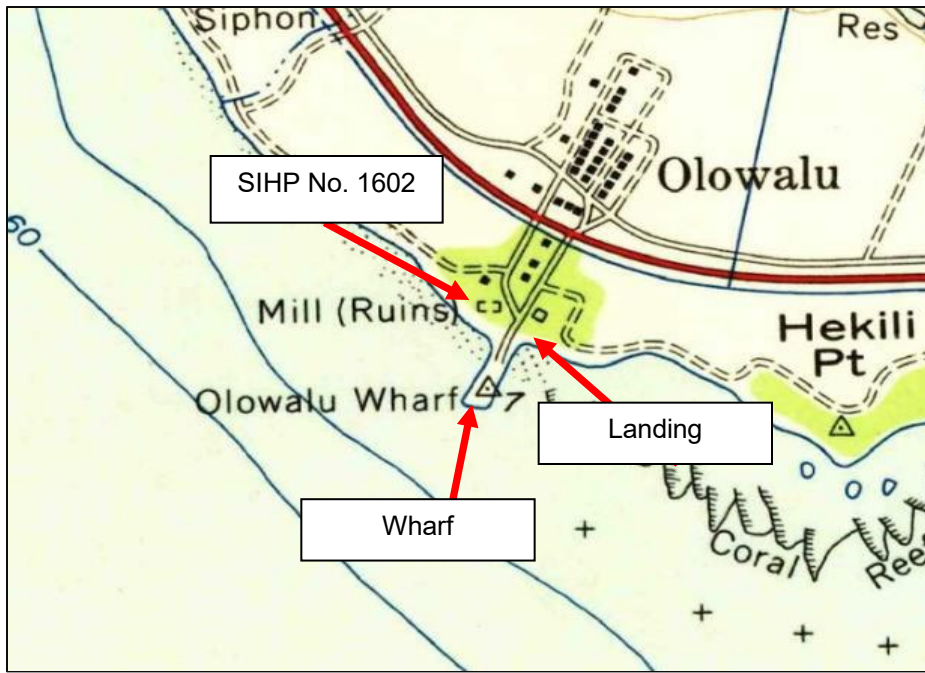 Siphon
Res
SIHP No. 1602
Olowalu
Mill (Ruins)
Hekili
Pt
Olowalu Wharf
7
Landing
Wharf
60
Coral
Reef